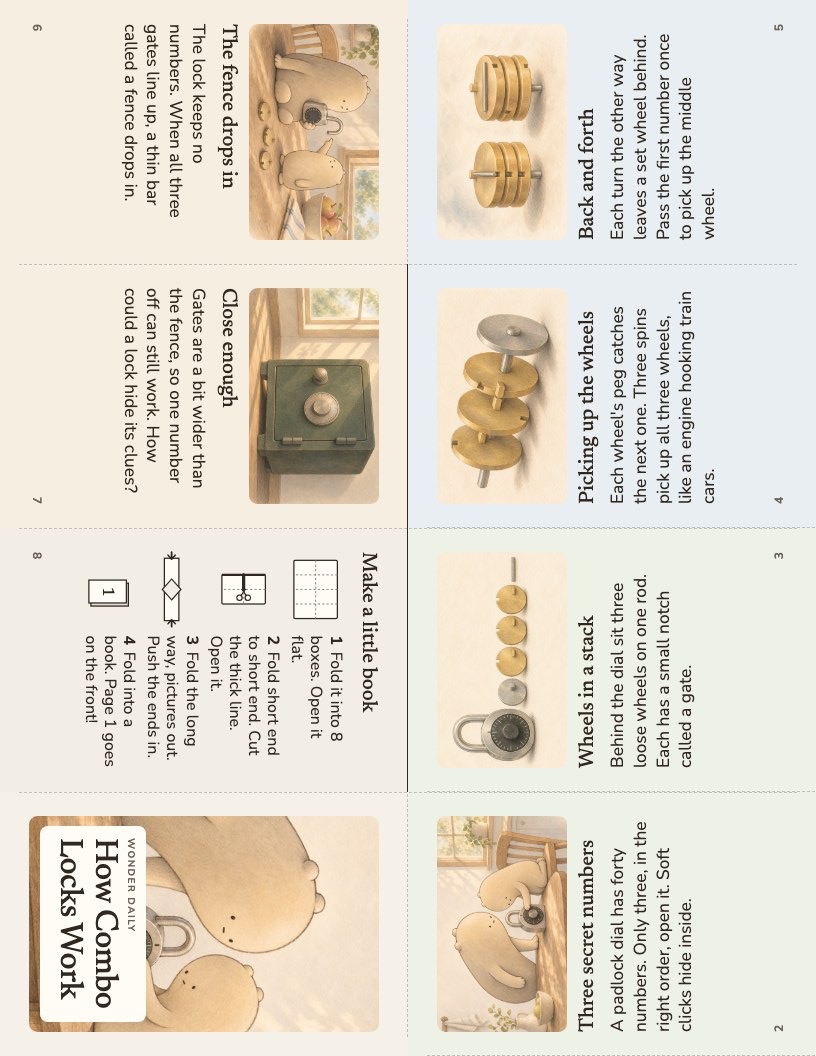 WONDER DAILY
How Combo
Locks Work
Three secret numbers
A padlock dial has forty
numbers. Only three, in the
right order, open it. Soft
clicks hide inside.
2
Wheels in a stack
Behind the dial sit three
loose wheels on one rod.
Each has a small notch
called a gate.
3
Picking up the wheels
Each wheel's peg catches
the next one. Three spins
pick up all three wheels,
like an engine hooking train
cars.
4
Back and forth
Each turn the other way
leaves a set wheel behind.
Pass the first number once
to pick up the middle
wheel.
5
The fence drops in
The lock keeps no
numbers. When all three
gates line up, a thin bar
called a fence drops in.
6
Close enough
Gates are a bit wider than
the fence, so one number
off can still work. How
could a lock hide its clues?
7
Make a little book
1 Fold it into 8
boxes. Open it
flat.
2 Fold short end
to short end. Cut
the thick line.
Open it.
3 Fold the long
way, pictures out.
Push the ends in.
1
4 Fold into a
book. Page 1 goes
on the front!
8